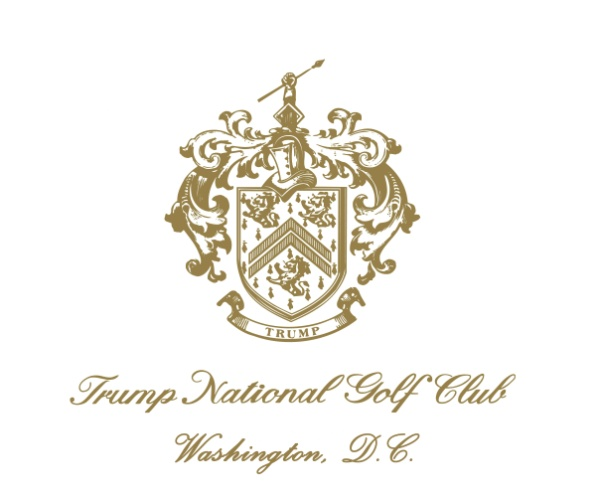 TRUMP
Trump National Golf Club
Washington, D.C.